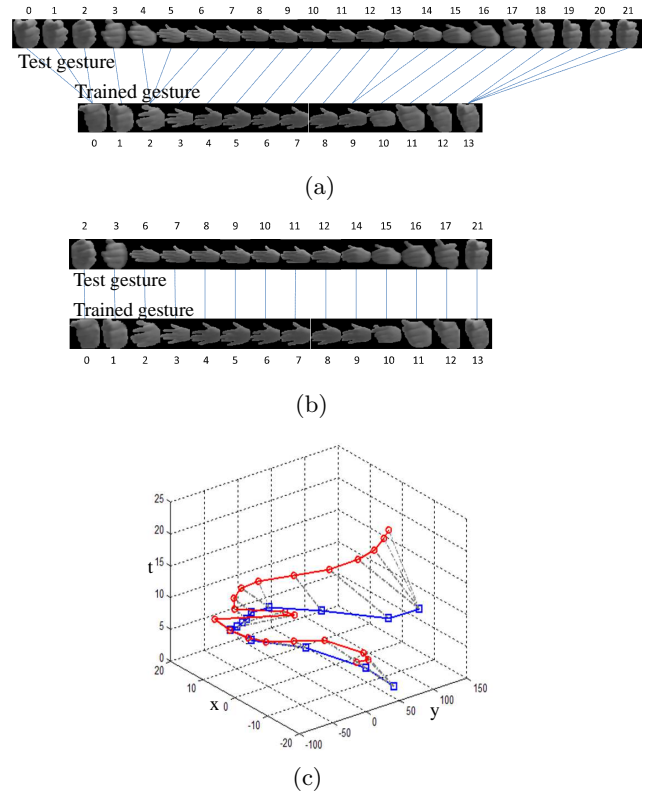 0 1 2 3 4 5 6 7 8 9 10 11 12 13 14 15 16 17 18 19 20 21
Test gesture
Trained gesture
0 1 2 3 4 5 6 7 8 9 10 11 12 13
(a)
2 3 6 7 8 9 10 11 12 14 15 16 17 21
Test gesture
Trained gesture
0 1 2 3 4 5 6 7 8 9 10 11 12 13
(b)
25
20
t 15
10
5
0
20
10
x 0
-10
-20
-100 -50 0 50 100 150
y
(c)